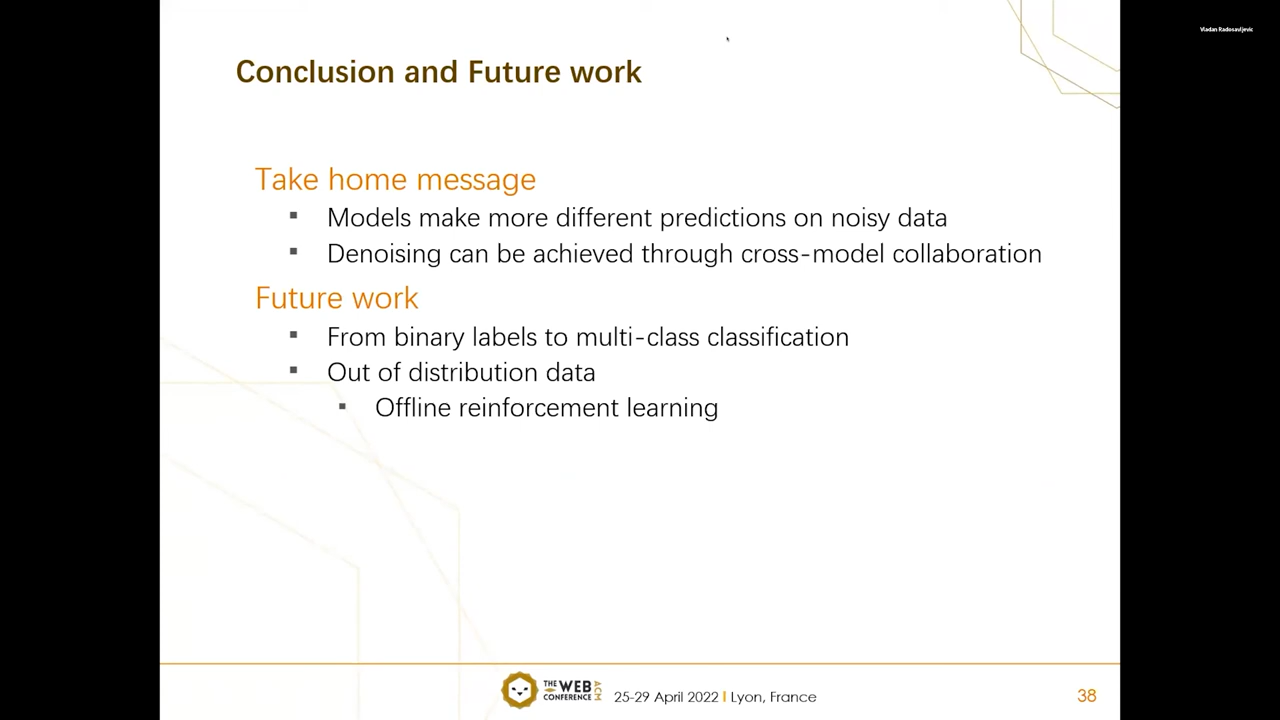 Vladan Radosavljevic
Conclusion and Future work
Take home message
Models make more different predictions on noisy data
Denoising can be achieved through cross-model collaboration
Future work
From binary labels to multi-class classification
Out of distribution data
Offline reinforcement learning
THE WEB CONFERENCE ACM
25-29 April 2022 | Lyon, France
38